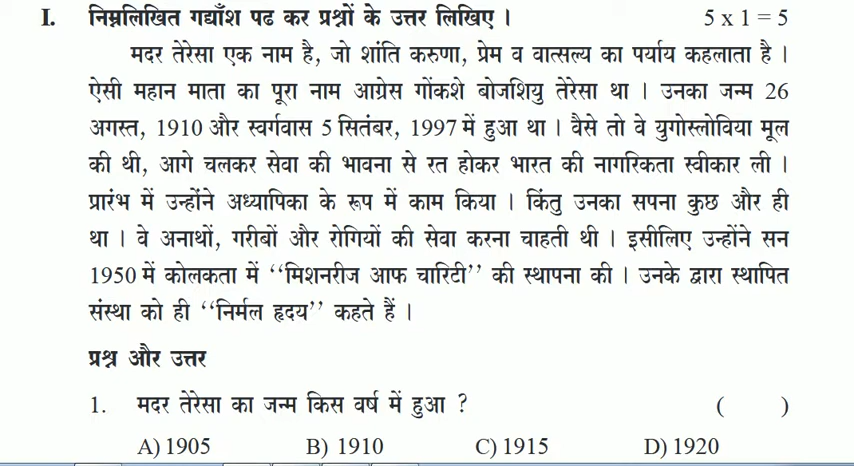 I. निम्नलिखित गद्याँश पढ कर प्रश्नों के उत्तर लिखिए । 5 x 1 = 5
मदर तेरेसा एक नाम है, जो शांति करुणा, प्रेम व वात्सल्य का पर्याय कहलाता है ।
ऐसी महान माता का पूरा नाम आग्रेस गोंकशे बोजशियु तेरेसा था । उनका जन्म 26
अगस्त, 1910 और स्वर्गवास 5 सितंबर, 1997 में हुआ था । वैसे तो वे युगोस्लोविया मूल
की थी, आगे चलकर सेवा की भावना से रत होकर भारत की नागरिकता स्वीकार ली ।
प्रारंभ में उन्होंने अध्यापिका के रूप में काम किया । किंतु उनका सपना कुछ और ही
था । वे अनाथों, गरीबों और रोगियों की सेवा करना चाहती थी । इसीलिए उन्होंने सन
1950 में कोलकता में ‘‘मिशनरीज आफ चारिटी’’ की स्थापना की । उनके द्वारा स्थापित
संस्था को ही ‘‘निर्मल हृदय’’ कहते हैं ।
प्रश्न और उत्तर
1. मदर तेरेसा का जन्म किस वर्ष में हुआ ? ( )
A) 1905 B) 1910 C) 1915 D) 1920